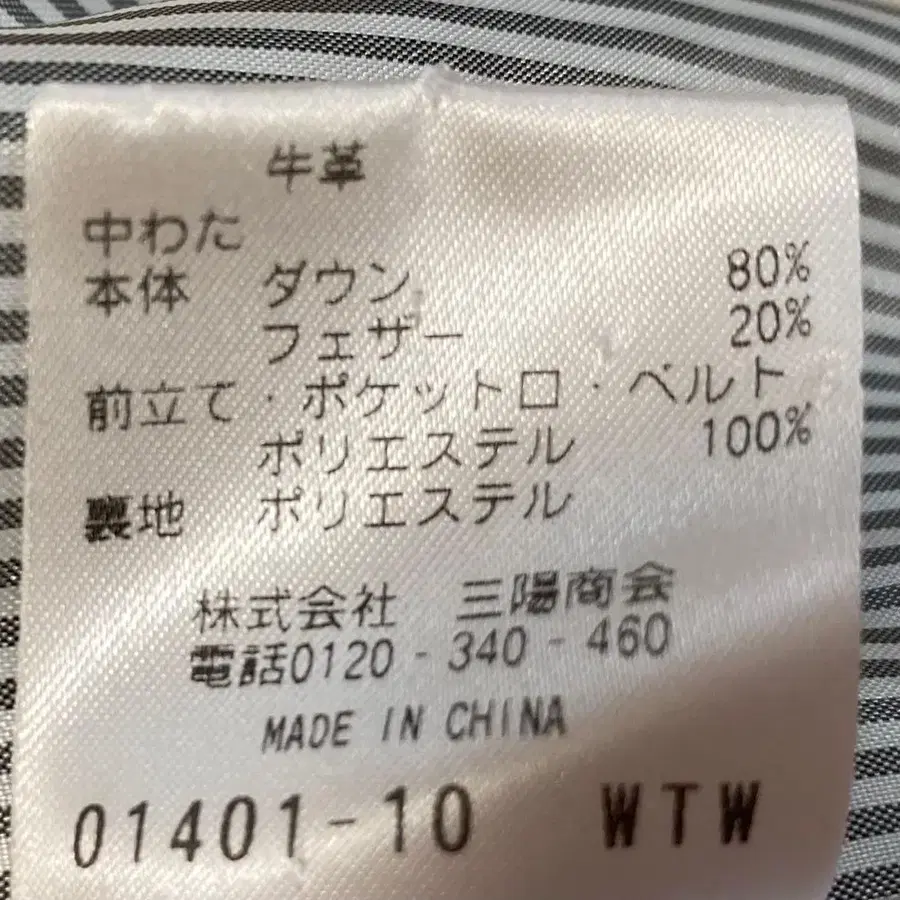 牛革
中わた
本体 ダウン 80%
フェザー 20%
前立て・ポケット口・ベルト
ポリエステル 100%
裏地 ポリエステル
株式会社 三陽商会
電話0120-340-460
MADE IN CHINA
01401-10 WTW